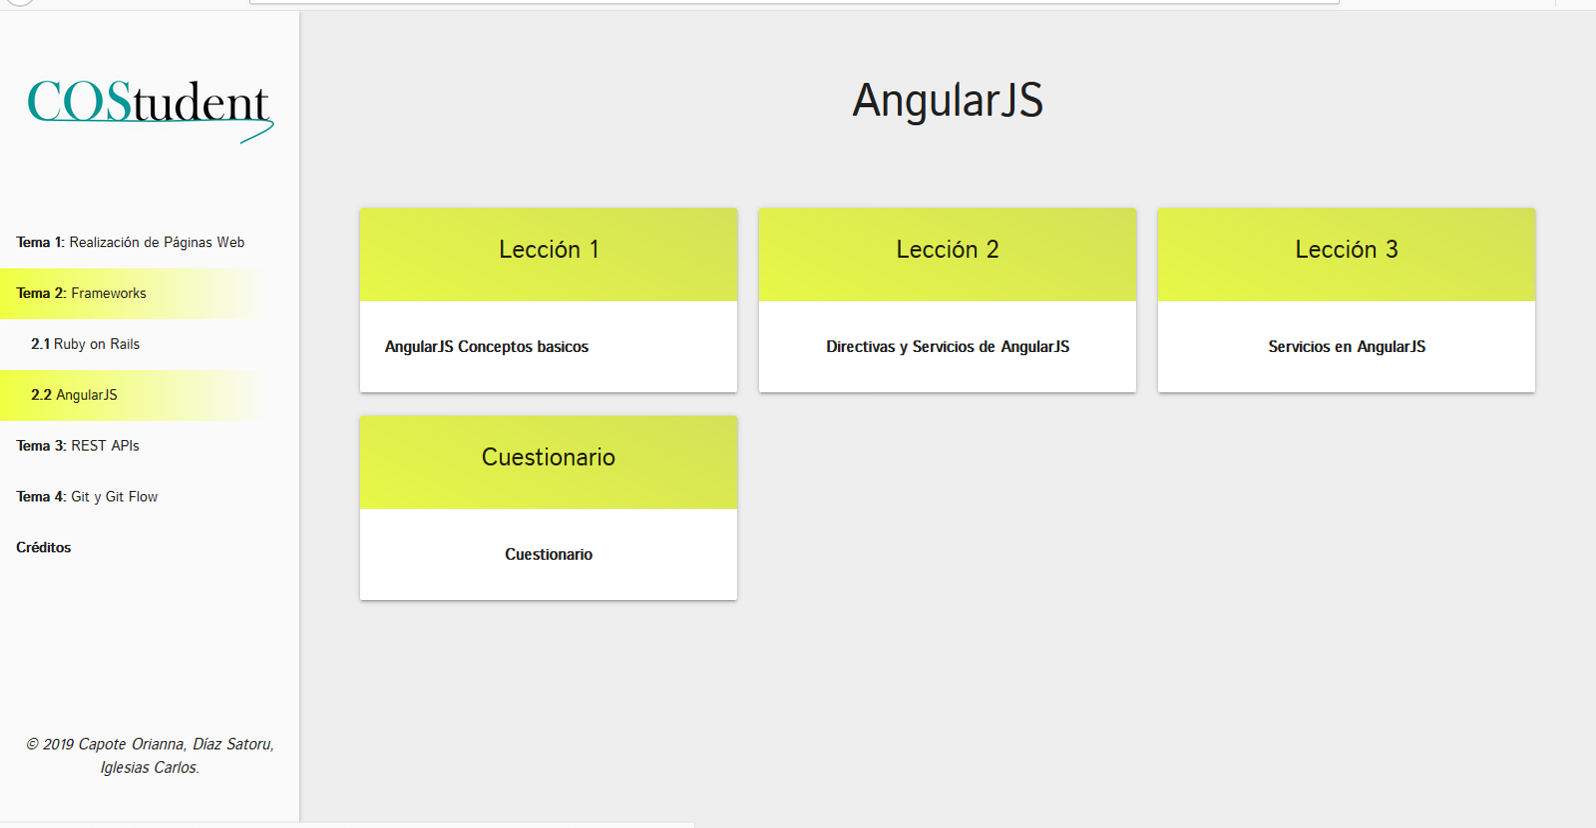 COStudent
Tema 1: Realización de Páginas Web
Tema 2: Frameworks
2.1 Ruby on Rails
2.2 AngularJS
Tema 3: REST APIs
Tema 4: Git y Git Flow
Créditos
© 2019 Capote Orianna, Díaz Satoru,
Iglesias Carlos.
AngularJS
Lección 1
AngularJS Conceptos basicos
Lección 2
Directivas y Servicios de AngularJS
Lección 3
Servicios en AngularJS
Cuestionario
Cuestionario